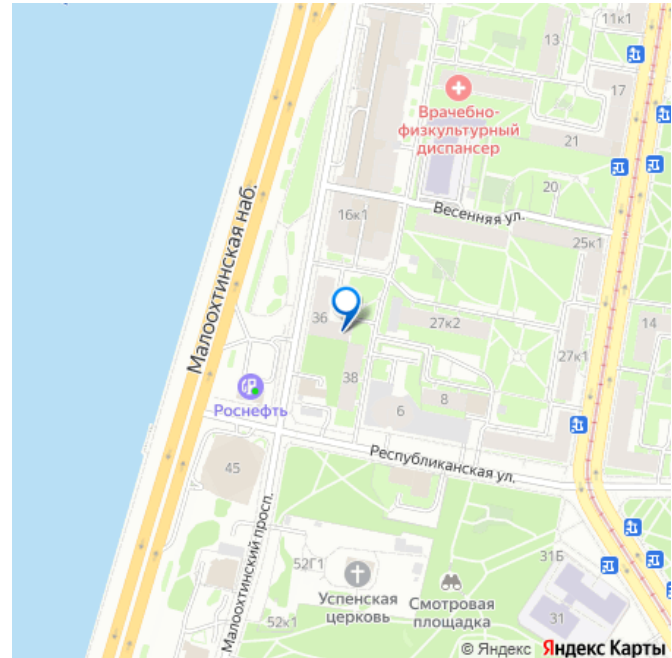 11к1
13
17
Врачебно-
физкультурный
диспансер
21
20
Малоохтинская наб.
16к1
Весенняя ул.
25к1
36
27к2
14
27к1
38
Роснефть
6
8
45
Республиканская ул.
Малоохтинский просп.
52Г1
31Б
Успенская
церковь
Смотровая
площадка
31
52к1
© Яндекс Яндекс Карты